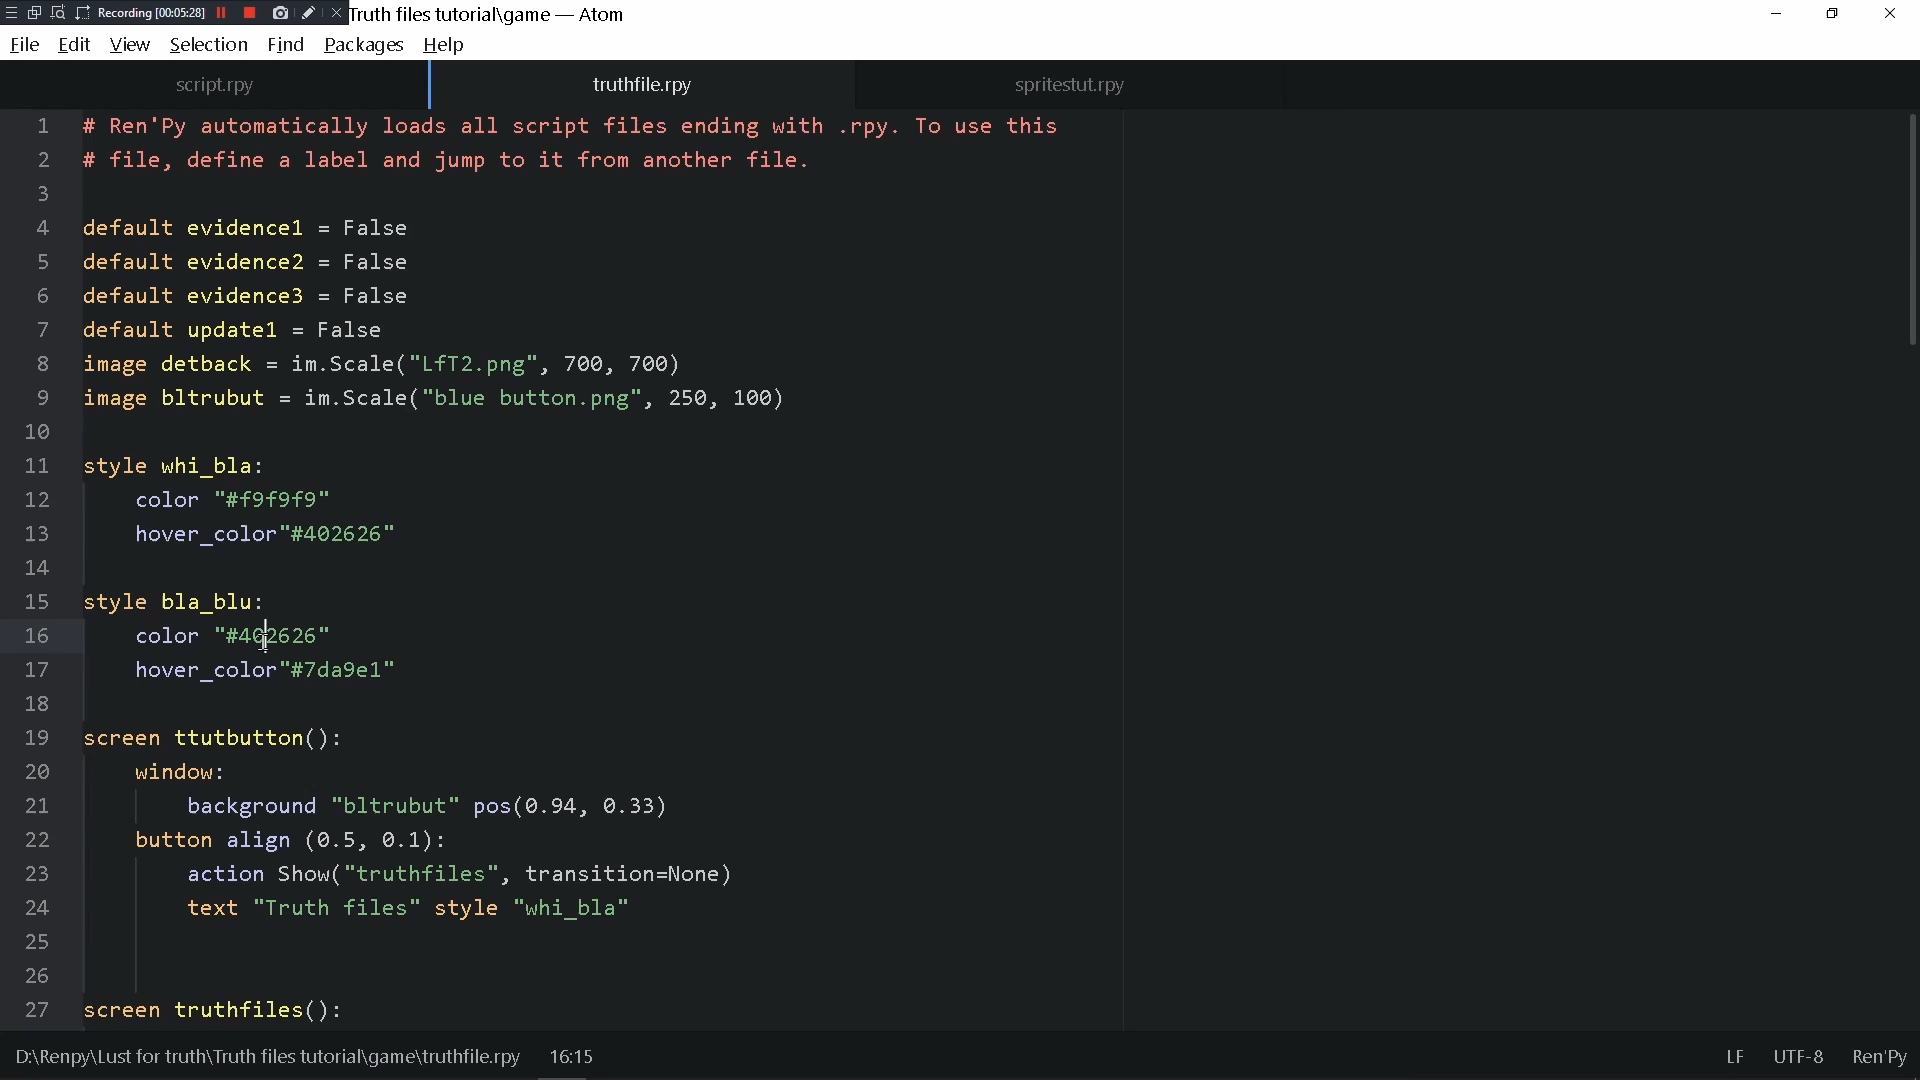 Recording [00:05:28] Truth files tutorial\game — Atom
File Edit View Selection Find Packages Help
script.rpy truthfile.rpy spritestut.rpy
1 # Ren'Py automatically loads all script files ending with .rpy. To use this
2 # file, define a label and jump to it from another file.
3
4 default evidence1 = False
5 default evidence2 = False
6 default evidence3 = False
7 default update1 = False
8 image detback = im.Scale("LfT2.png", 700, 700)
9 image bltrubut = im.Scale("blue button.png", 250, 100)
10
11 style whi_bla:
12 color "#f9f9f9"
13 hover_color"#402626"
14
15 style bla_blu:
16 color "#402626"
17 hover_color"#7da9e1"
18
19 screen ttutbutton():
20 window:
21 background "bltrubut" pos(0.94, 0.33)
22 button align (0.5, 0.1):
23 action Show("truthfiles", transition=None)
24 text "Truth files" style "whi_bla"
25
26
27 screen truthfiles():
D:\Renpy\Lust for truth\Truth files tutorial\game\truthfile.rpy 16:15 LF UTF-8 Ren'Py